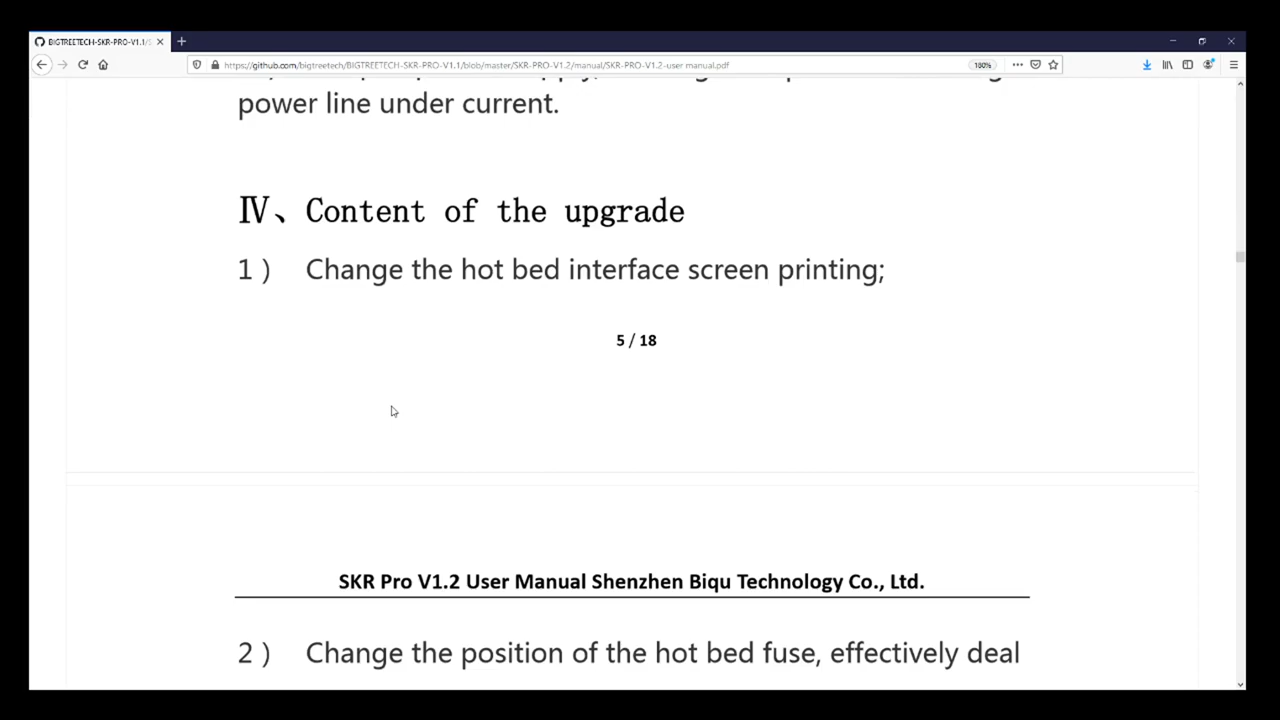 BIGTREETECH-SKR-PRO-V1.1/
https://github.com/bigtreetech/BIGTREETECH-SKR-PRO-V1.1/blob/master/SKR-PRO-V1.2/manual/SKR-PRO-V1.2-user manual.pdf
180%
power line under current.
Ⅳ、Content of the upgrade
1） Change the hot bed interface screen printing;
5 / 18
SKR Pro V1.2 User Manual Shenzhen Biqu Technology Co., Ltd.
2） Change the position of the hot bed fuse, effectively deal